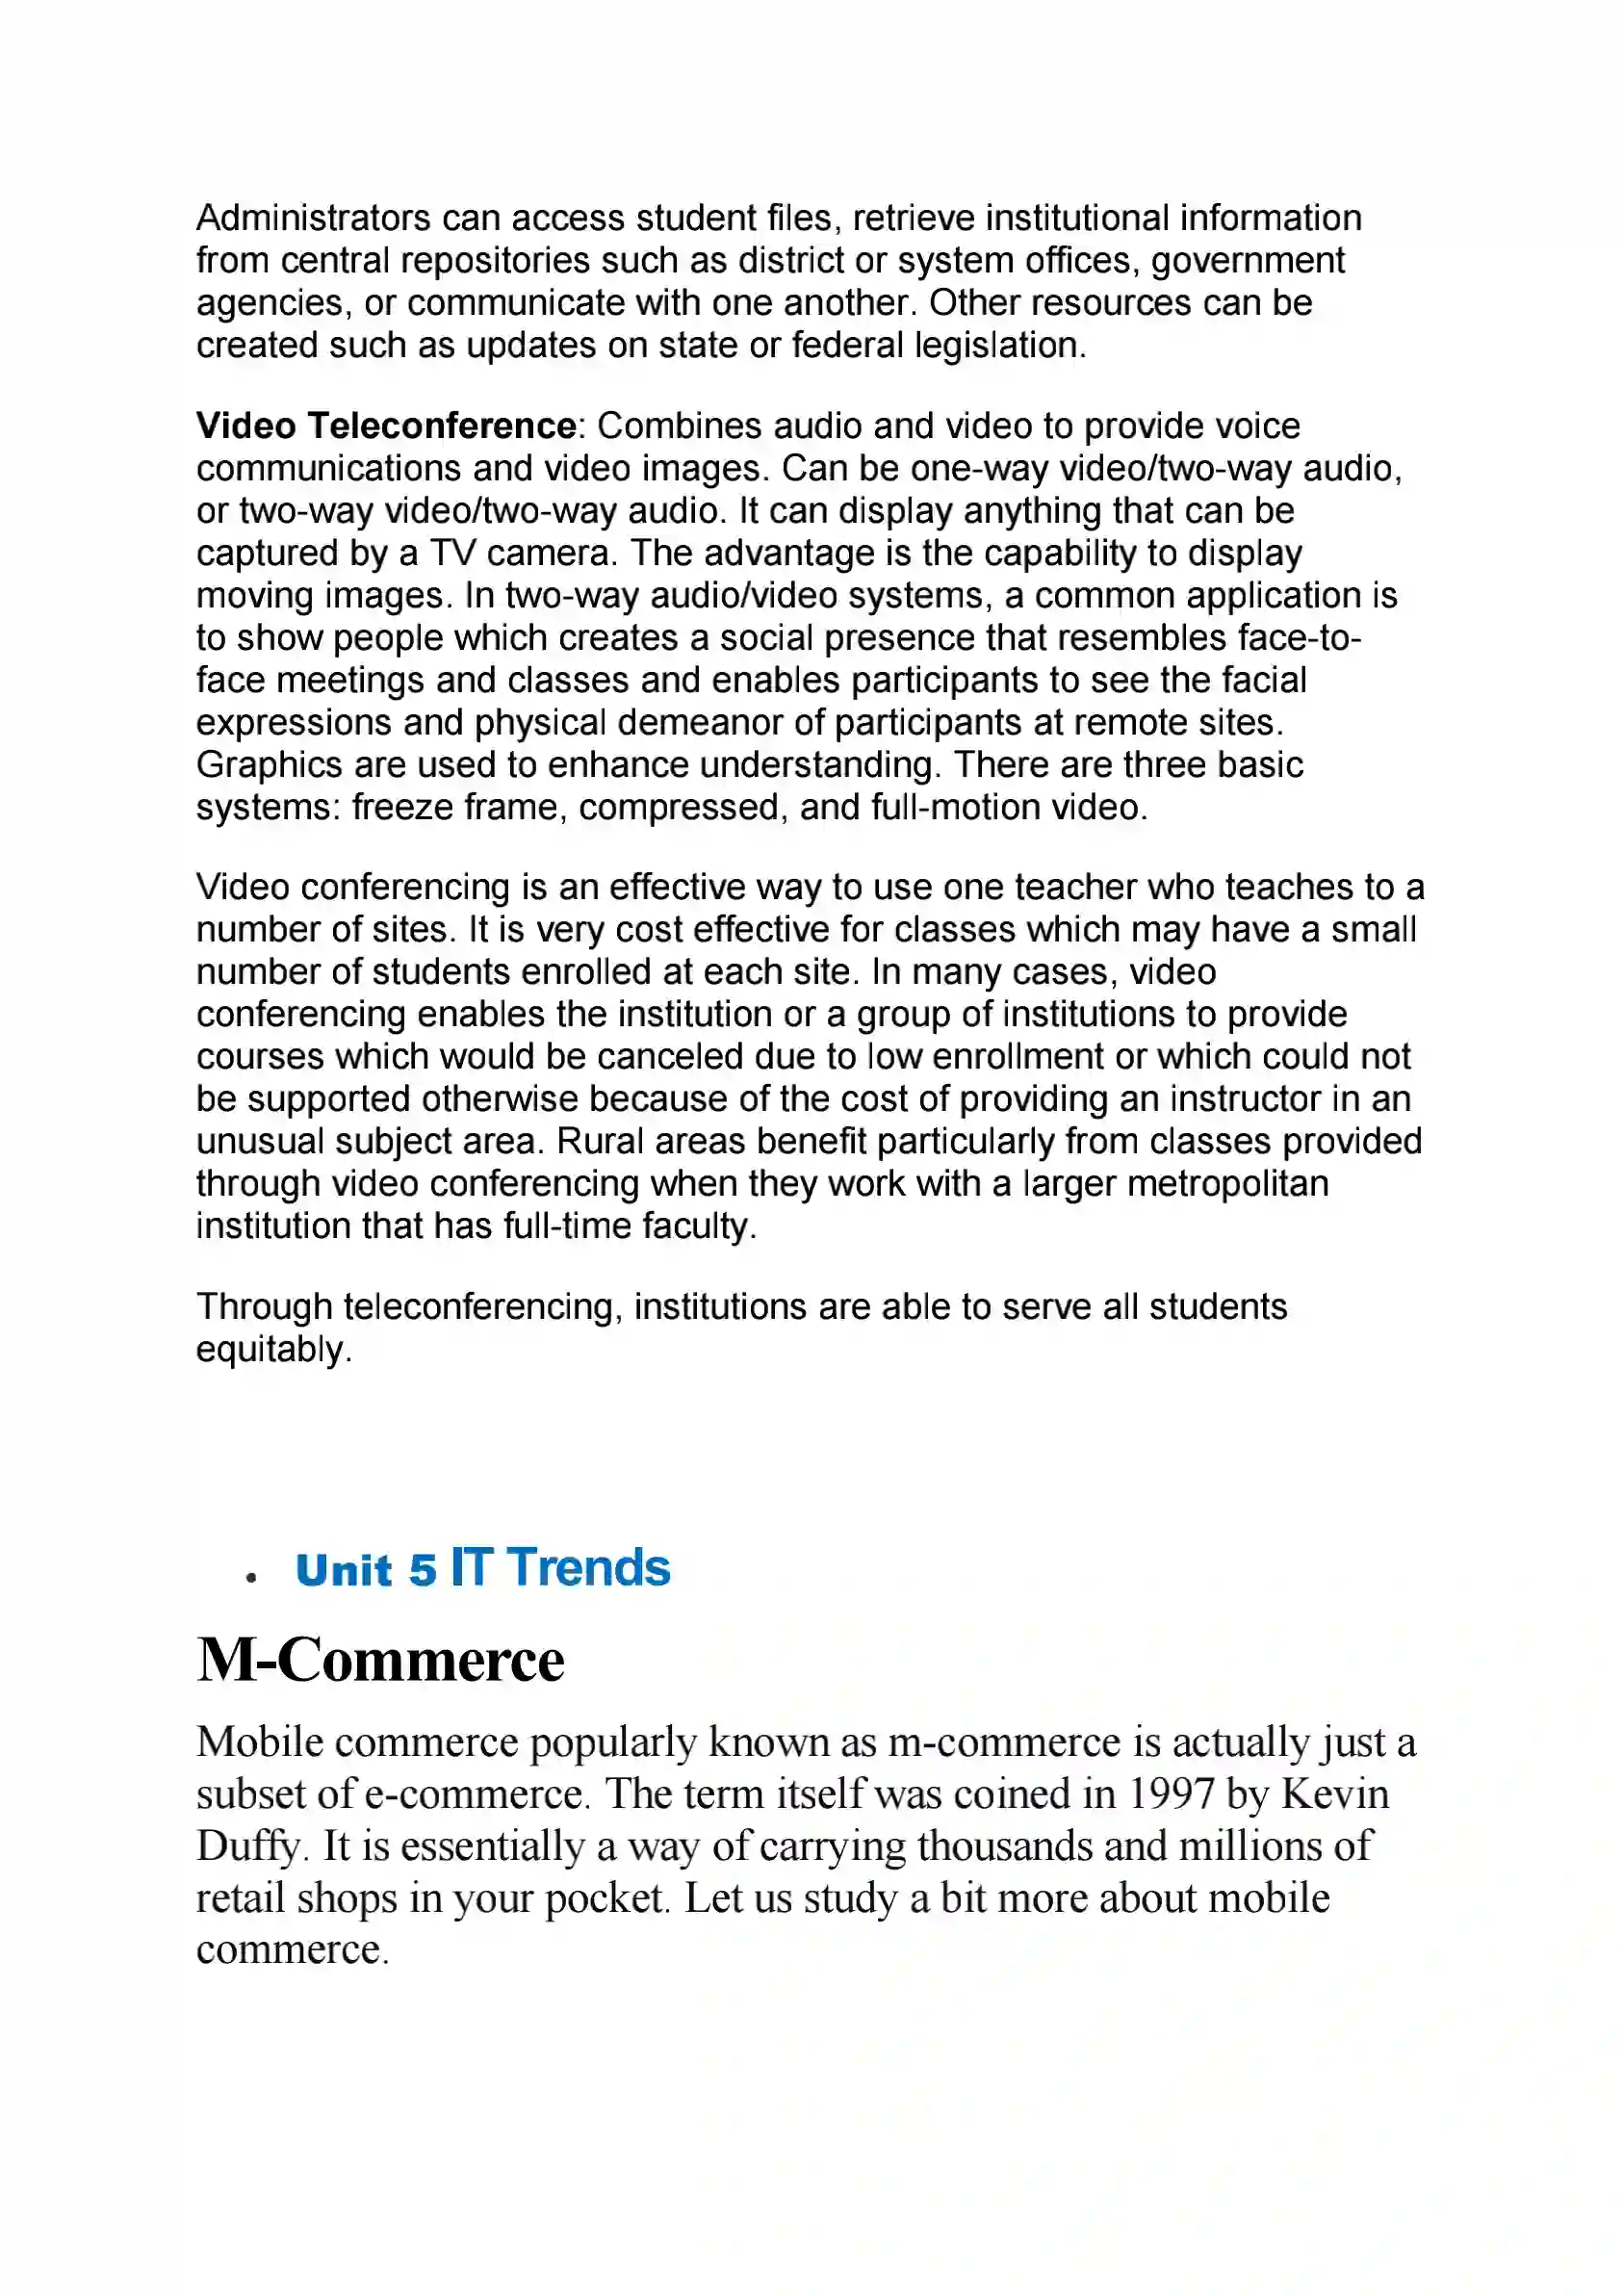 Administrators can access student files, retrieve institutional information
from central repositories such as district or system offices, government
agencies, or communicate with one another. Other resources can be
created such as updates on state or federal legislation.
Video Teleconference: Combines audio and video to provide voice
communications and video images. Can be one-way video/two-way audio,
or two-way video/two-way audio. It can display anything that can be
captured by a TV camera. The advantage is the capability to display
moving images. In two-way audio/video systems, a common application is
to show people which creates a social presence that resembles face-to-
face meetings and classes and enables participants to see the facial
expressions and physical demeanor of participants at remote sites.
Graphics are used to enhance understanding. There are three basic
systems: freeze frame, compressed, and full-motion video.
Video conferencing is an effective way to use one teacher who teaches to a
number of sites. It is very cost effective for classes which may have a small
number of students enrolled at each site. In many cases, video
conferencing enables the institution or a group of institutions to provide
courses which would be canceled due to low enrollment or which could not
be supported otherwise because of the cost of providing an instructor in an
unusual subject area. Rural areas benefit particularly from classes provided
through video conferencing when they work with a larger metropolitan
institution that has full-time faculty.
Through teleconferencing, institutions are able to serve all students
equitably.
• Unit 5 IT Trends
M-Commerce
Mobile commerce popularly known as m-commerce is actually just a
subset of e-commerce. The term itself was coined in 1997 by Kevin
Duffy. It is essentially a way of carrying thousands and millions of
retail shops in your pocket. Let us study a bit more about mobile
commerce.